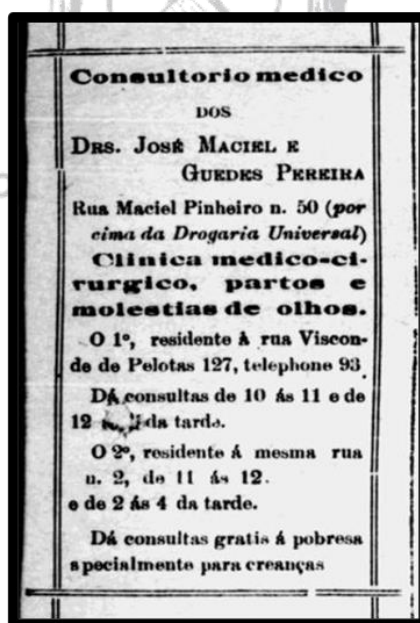 Consultorio medico
DOS
DRS. JOSÉ MACIEL E
GUEDES PEREIRA
Rua Maciel Pinheiro n. 50 (por
cima da Drogaria Universal)
Clinica medico-ci-
rurgico, partos e
molestias de olhos.
O 1º, residente á rua Viscon-
de de Pelotas 127, telephone 93
Dá consultas de 10 ás 11 e de
12 da tarde.
O 2º, residente á mesma rua
n. 2, de 11 ás 12.
e de 2 ás 4 da tarde.
Dá consultas gratis á pobresa
specialmente para creanças